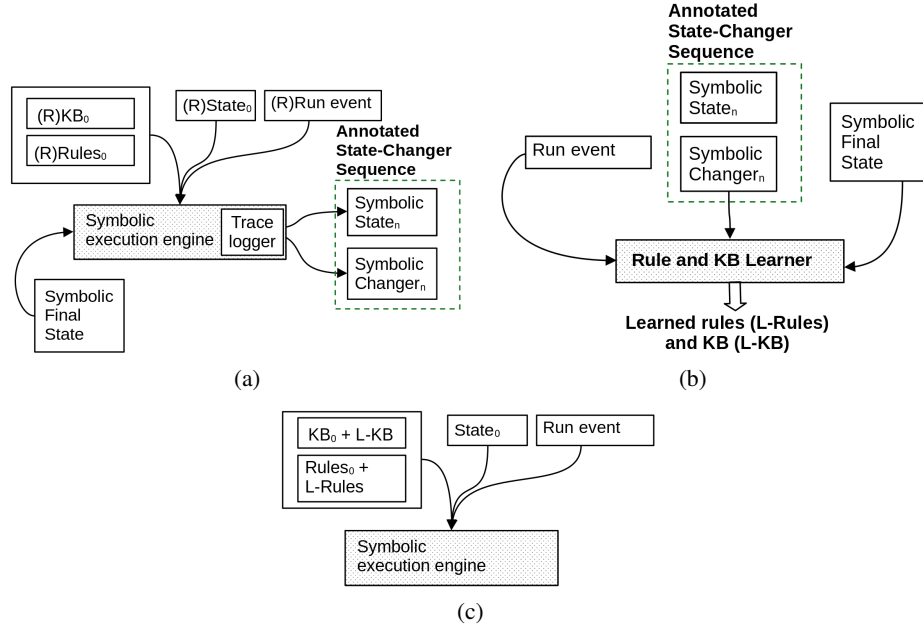 (R)KB₀
(R)Rules₀
(R)State₀
(R)Run event
Annotated
State-Changer
Sequence
Symbolic
execution engine
Trace
logger
Symbolic
Stateₙ
Symbolic
Changerₙ
Symbolic
Final
State
(a)
Annotated
State-Changer
Sequence
Symbolic
Stateₙ
Symbolic
Changerₙ
Run event
Symbolic
Final
State
Rule and KB Learner
Learned rules (L-Rules)
and KB (L-KB)
(b)
KB₀ + L-KB
Rules₀ +
L-Rules
State₀
Run event
Symbolic
execution engine
(c)